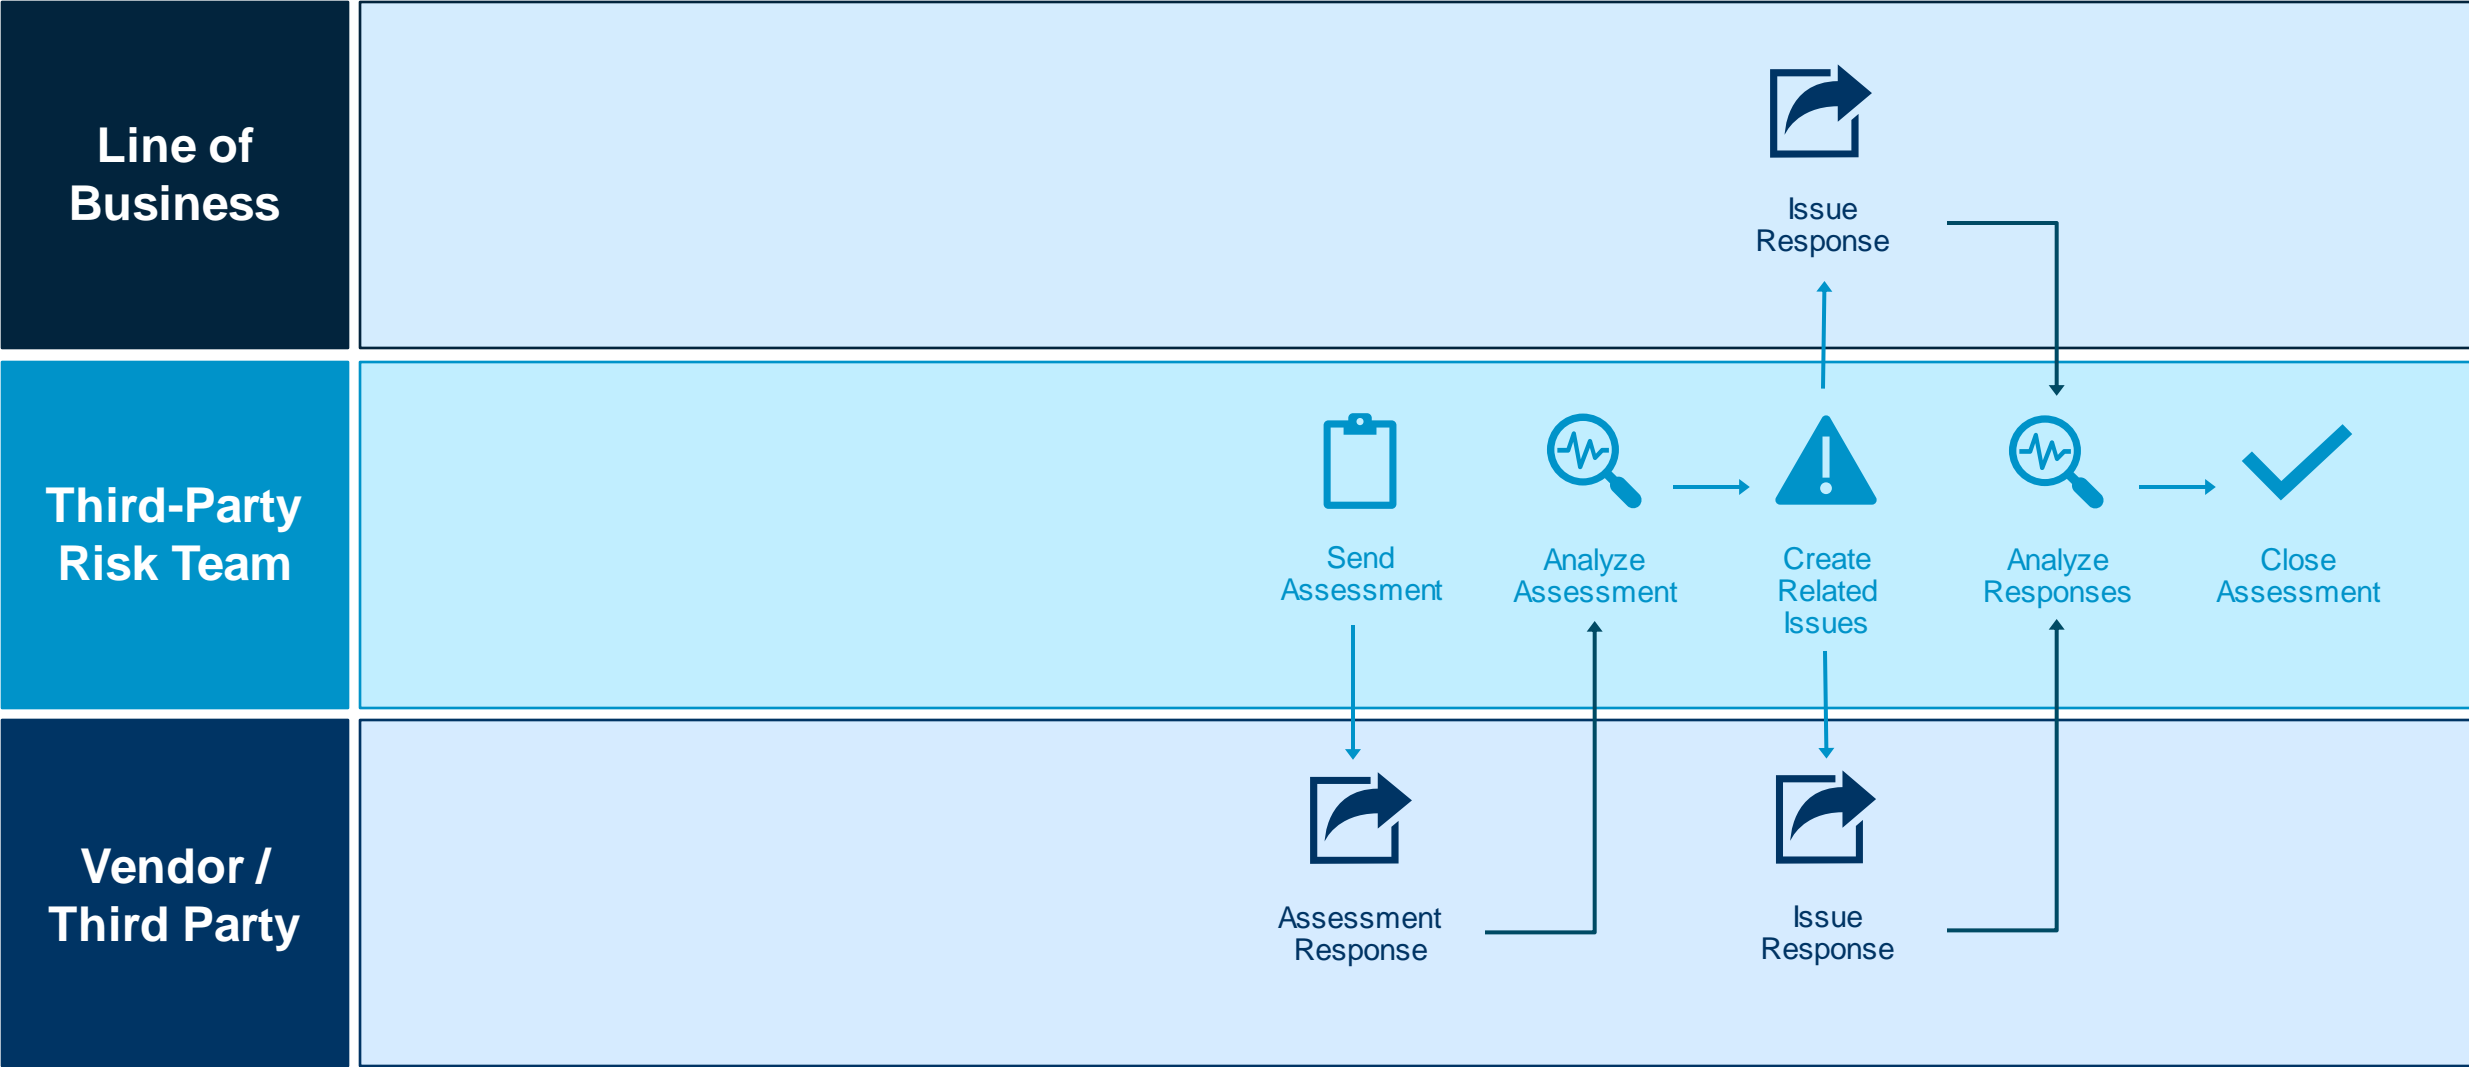 Line of
Business
Issue
Response
Third-Party
Risk Team
Send
Assessment
Analyze
Assessment
Create
Related
Issues
Analyze
Responses
Close
Assessment
Vendor /
Third Party
Assessment
Response
Issue
Response